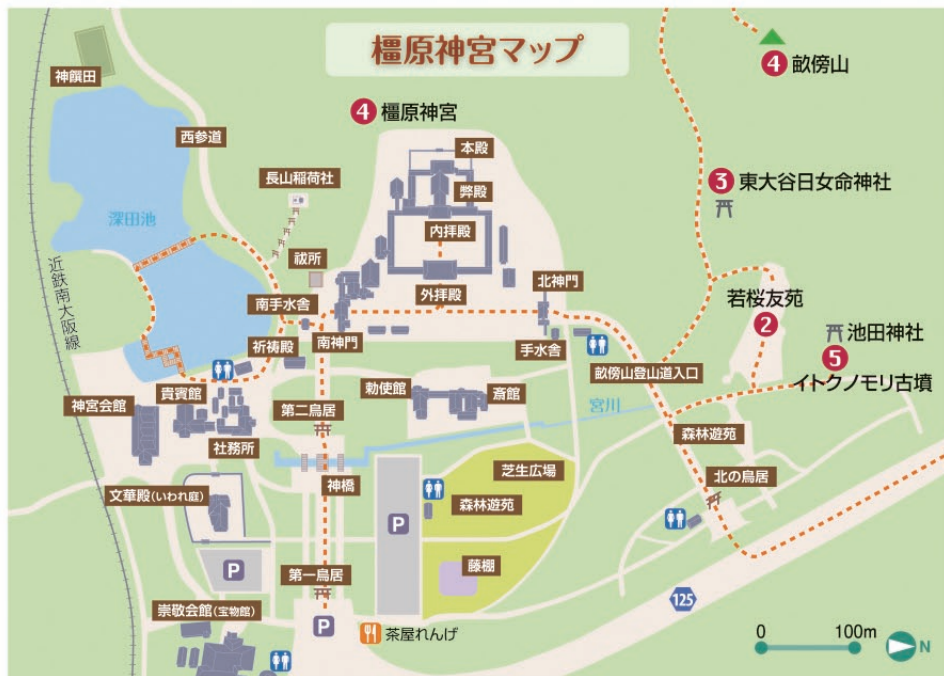 橿原神宮マップ
神饌田
4 畝傍山
4 橿原神宮
西参道
本殿
長山稲荷社
弊殿
3 東大谷日女命神社
深田池
内拝殿
祓所
北神門
近鉄南大阪線
外拝殿
若桜友苑
2
南手水舎
池田神社
祈祷殿
南神門
手水舎
5
畝傍山登山道入口
イトクノモリ古墳
貴賓館
勅使館
斎館
神宮会館
宮川
第二鳥居
森林遊苑
社務所
芝生広場
北の鳥居
神橋
文華殿(いわれ庭)
森林遊苑
P
P
藤棚
第一鳥居
125
崇敬会館(宝物館)
P
茶屋れんげ
0 100m
N